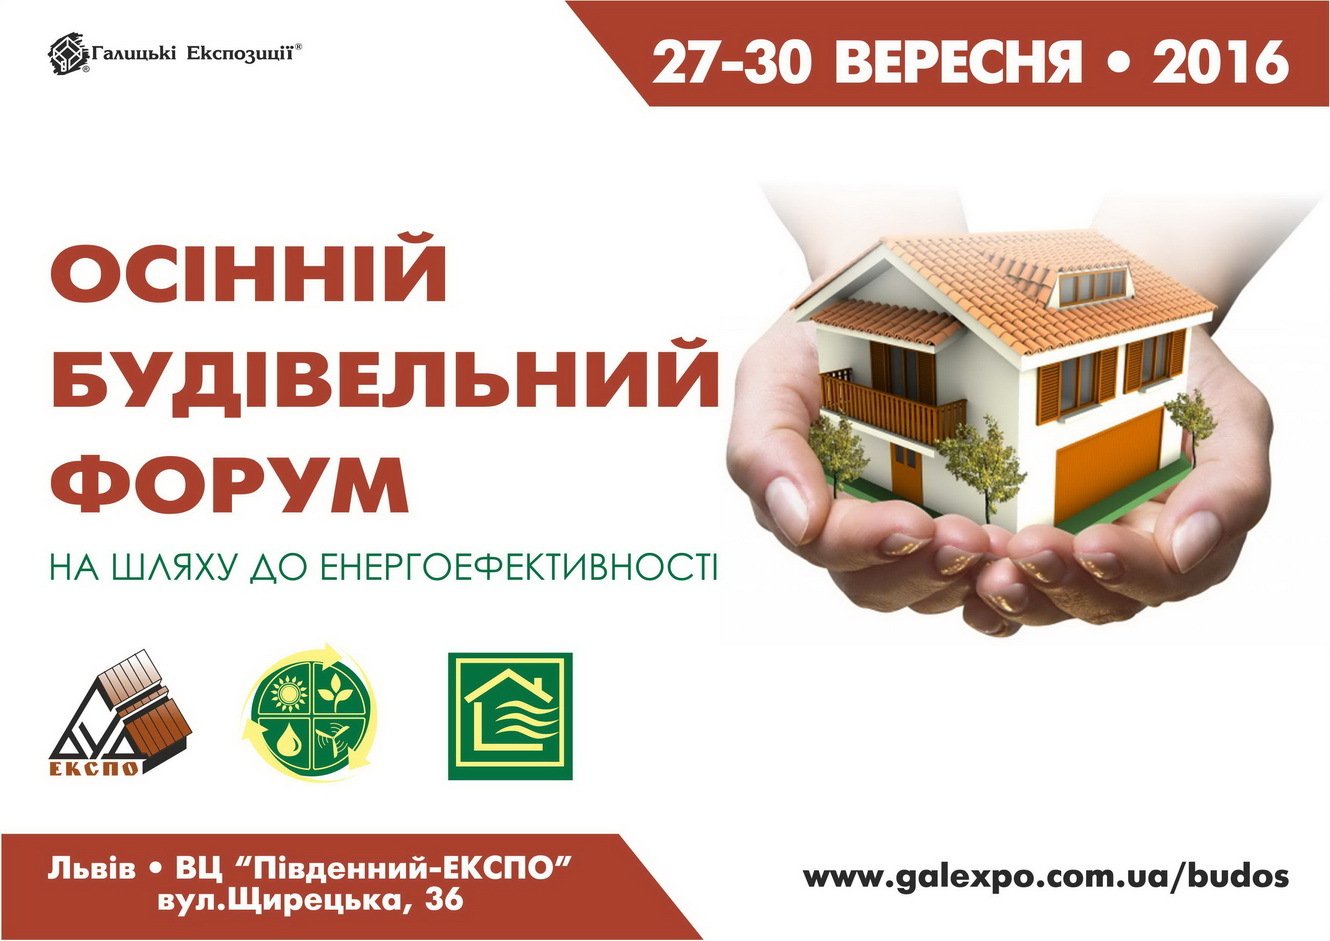 Галицькі Експозиції®
27-30 ВЕРЕСНЯ • 2016
ОСІННІЙ
БУДІВЕЛЬНИЙ
ФОРУМ
НА ШЛЯХУ ДО ЕНЕРГОЕФЕКТИВНОСТІ
БУД
ЕКСПО
Львів • ВЦ “Південний-ЕКСПО”
вул.Щирецька, 36
www.galexpo.com.ua/budos